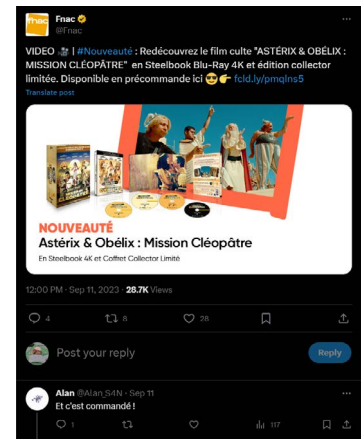 fnac
Fnac
@Fnac
VIDEO 🎥 | #Nouveauté : Redécouvrez le film culte "ASTÉRIX & OBÉLIX :
MISSION CLÉOPÂTRE" en Steelbook Blu-Ray 4K et édition collector
limitée. Disponible en précommande ici 😎👉 fcld.ly/pmqlns5
Translate post
NOUVEAUTÉ
Astérix & Obélix : Mission Cléopâtre
En Steelbook 4K et Coffret Collector Limité
12:00 PM · Sep 11, 2023 · 28.7K Views
4 8 28
Post your reply
Reply
Alan @Alan_S4N · Sep 11
Et c'est commandé !
1 117